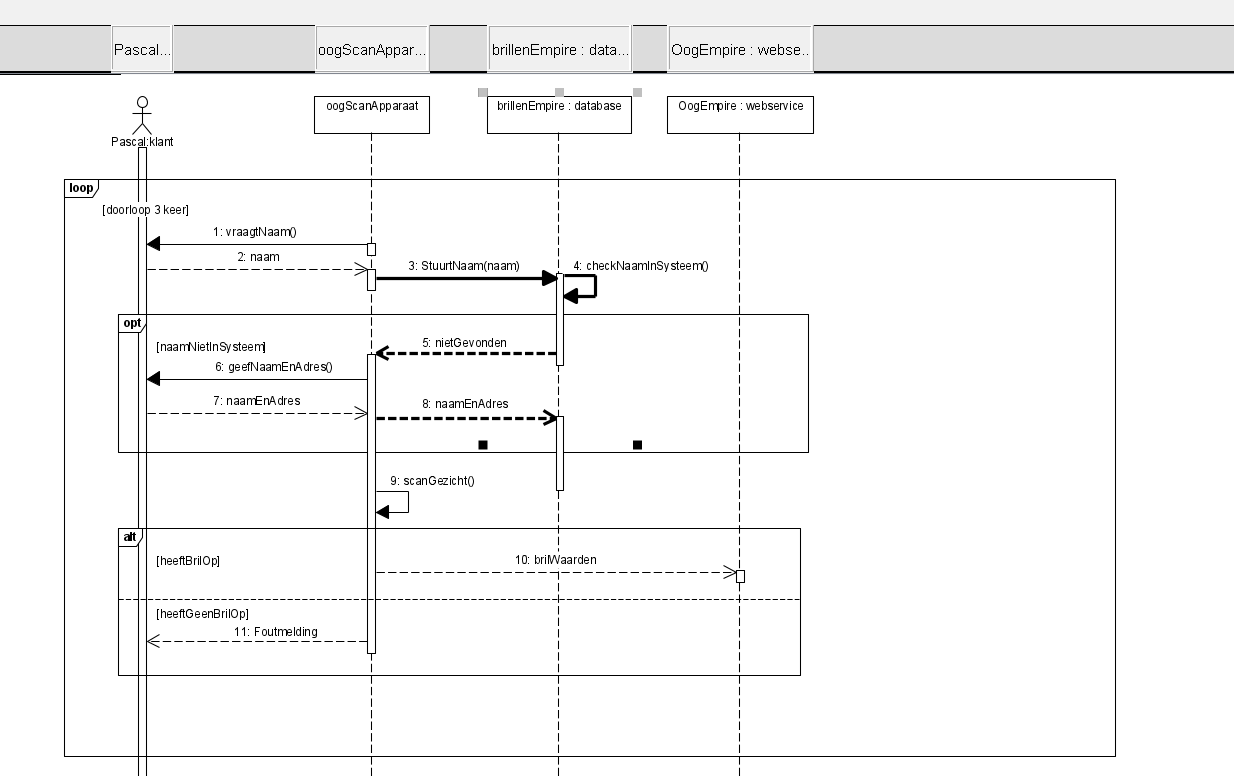 Pascal...
oogScanAppar...
brillenEmpire : data...
OogEmpire : webse..
oogScanApparaat
brillenEmpire : database
OogEmpire : webservice
Pascal:klant
loop
[doorloop 3 keer]
1: vraagtNaam()
2: naam
3: StuurtNaam(naam)
4: checkNaamInSysteem()
opt
[naamNietInSysteem]
5: nietGevonden
6: geefNaamEnAdres()
7: naamEnAdres
8: naamEnAdres
9: scanGezicht()
alt
[heeftBrilOp]
10: brilWaarden
[heeftGeenBrilOp]
11: Foutmelding